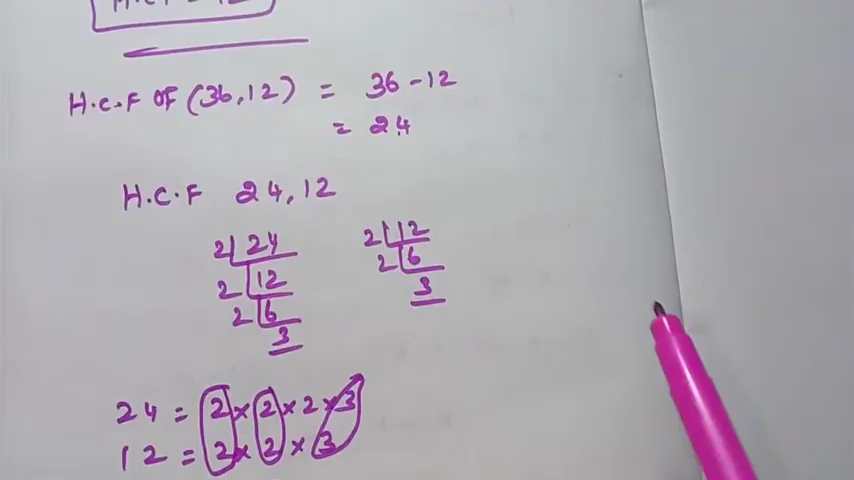 H.C.F OF (36,12) = 36-12
= 24
H.C.F 24,12
2 24 2 12
2 12 2 6
2 6 3
3
24 = 2×2×2×3
12 = 2×2×3